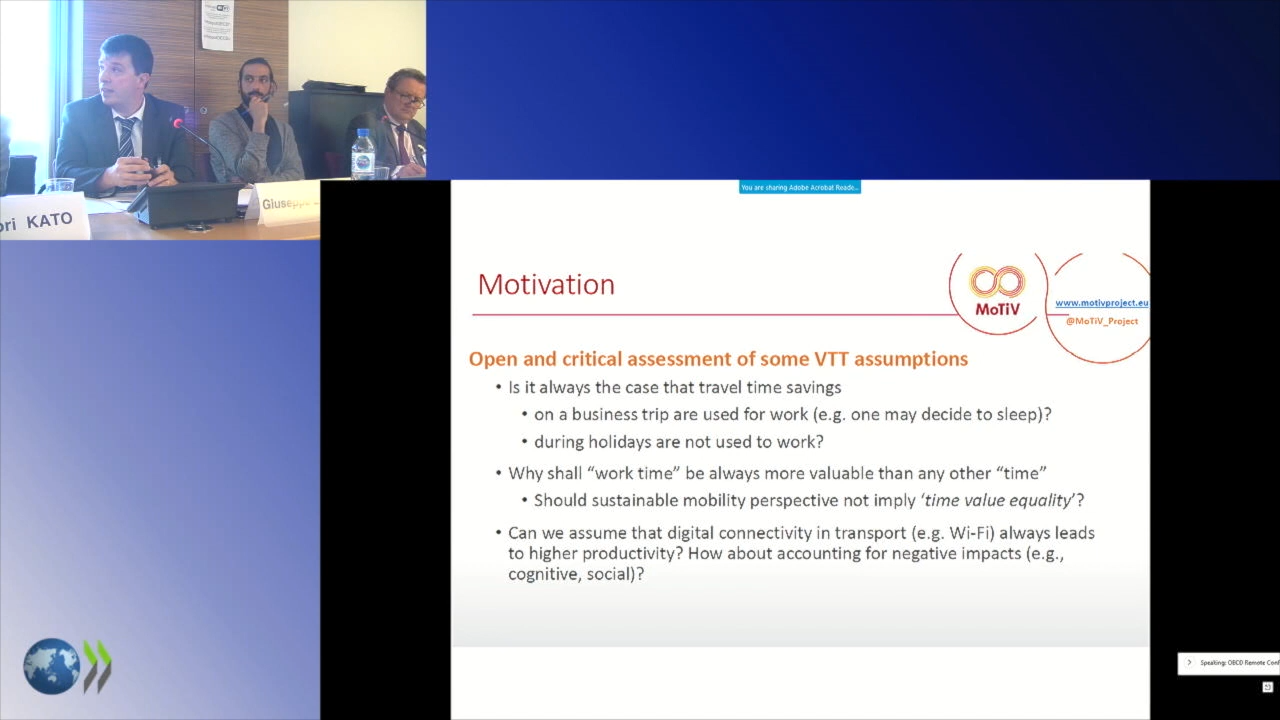 KATO
You are sharing Adobe Acrobat Reade...
Motivation
MoTiV
www.motivproject.eu
@MoTiV_Project
Open and critical assessment of some VTT assumptions
• Is it always the case that travel time savings
• on a business trip are used for work (e.g. one may decide to sleep)?
• during holidays are not used to work?
• Why shall “work time” be always more valuable than any other “time”
• Should sustainable mobility perspective not imply ‘time value equality’?
• Can we assume that digital connectivity in transport (e.g. Wi-Fi) always leads
to higher productivity? How about accounting for negative impacts (e.g.,
cognitive, social)?
Speaking: OECD Remote Conf